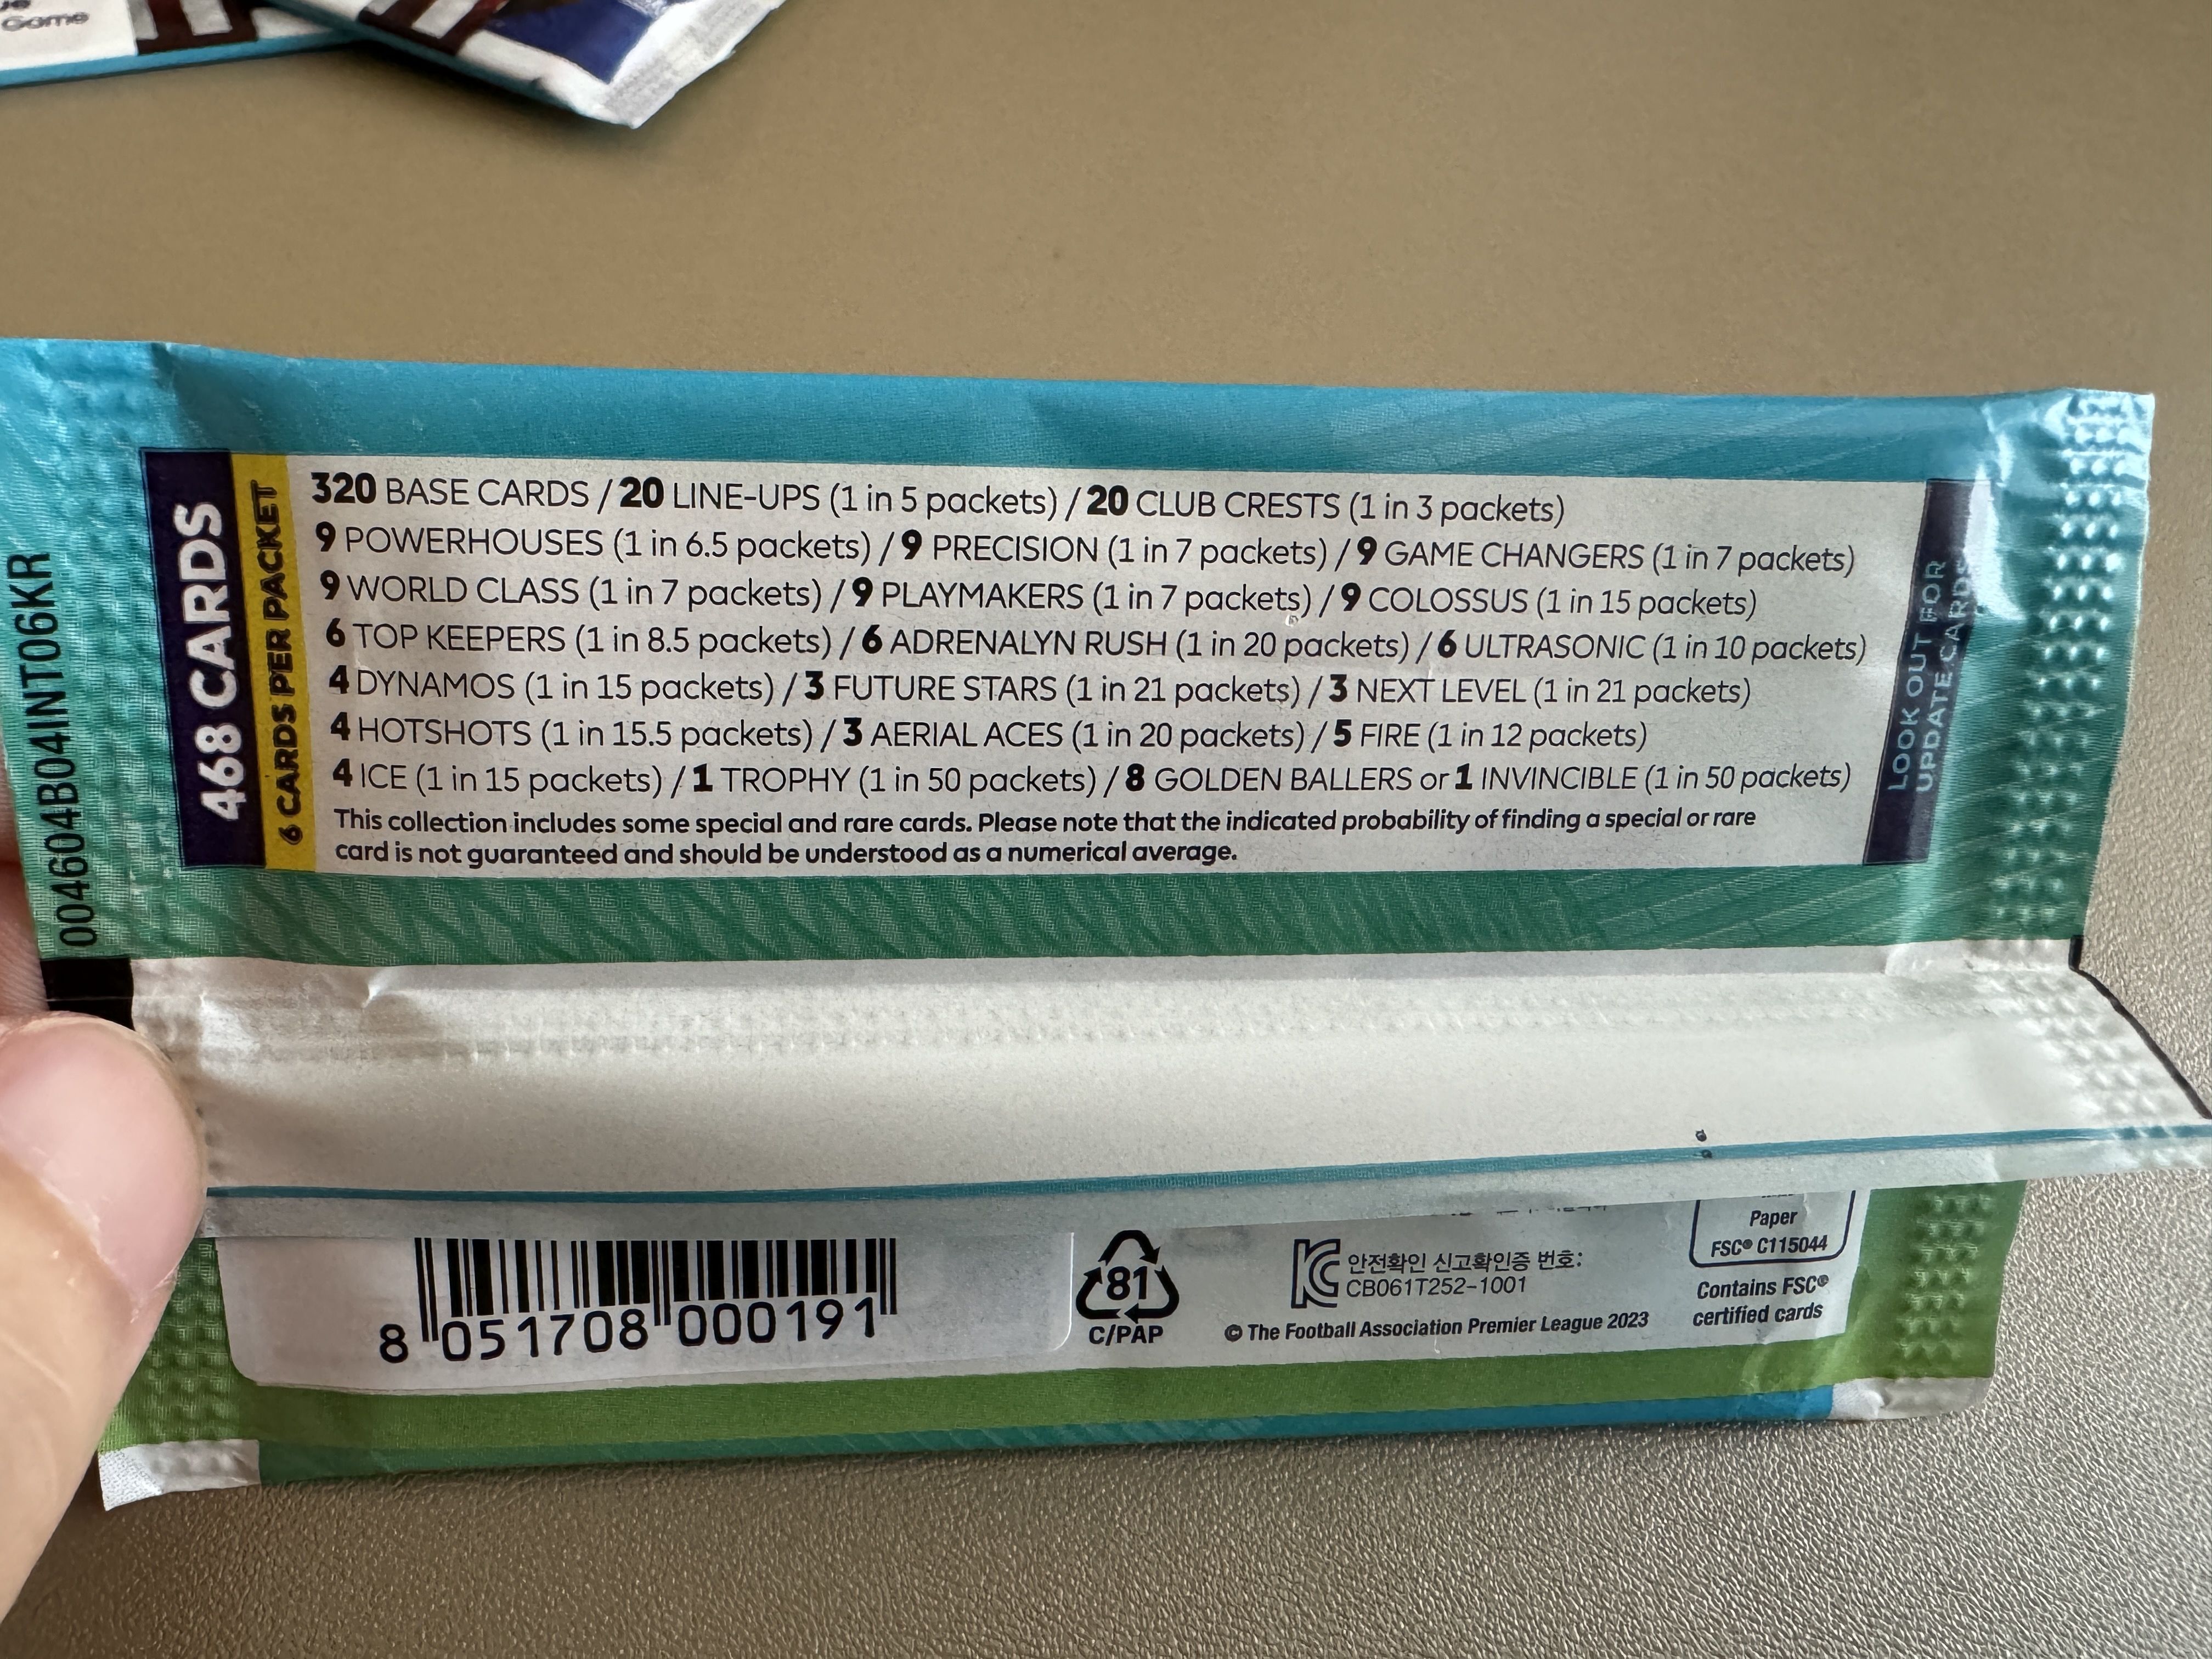 Game
004604B04INT06KR
468 CARDS
6 CARDS PER PACKET
320 BASE CARDS / 20 LINE-UPS (1 in 5 packets) / 20 CLUB CRESTS (1 in 3 packets)
9 POWERHOUSES (1 in 6.5 packets) / 9 PRECISION (1 in 7 packets) / 9 GAME CHANGERS (1 in 7 packets)
9 WORLD CLASS (1 in 7 packets) / 9 PLAYMAKERS (1 in 7 packets) / 9 COLOSSUS (1 in 15 packets)
6 TOP KEEPERS (1 in 8.5 packets) / 6 ADRENALYN RUSH (1 in 20 packets) / 6 ULTRASONIC (1 in 10 packets)
4 DYNAMOS (1 in 15 packets) / 3 FUTURE STARS (1 in 21 packets) / 3 NEXT LEVEL (1 in 21 packets)
4 HOTSHOTS (1 in 15.5 packets) / 3 AERIAL ACES (1 in 20 packets) / 5 FIRE (1 in 12 packets)
4 ICE (1 in 15 packets) / 1 TROPHY (1 in 50 packets) / 8 GOLDEN BALLERS or 1 INVINCIBLE (1 in 50 packets)
This collection includes some special and rare cards. Please note that the indicated probability of finding a special or rare
card is not guaranteed and should be understood as a numerical average.
LOOK OUT FOR
UPDATE CARDS
8 051708 000191
81
C/PAP
안전확인 신고확인증 번호:
CB061T252-1001
© The Football Association Premier League 2023
Paper
FSC® C115044
Contains FSC®
certified cards